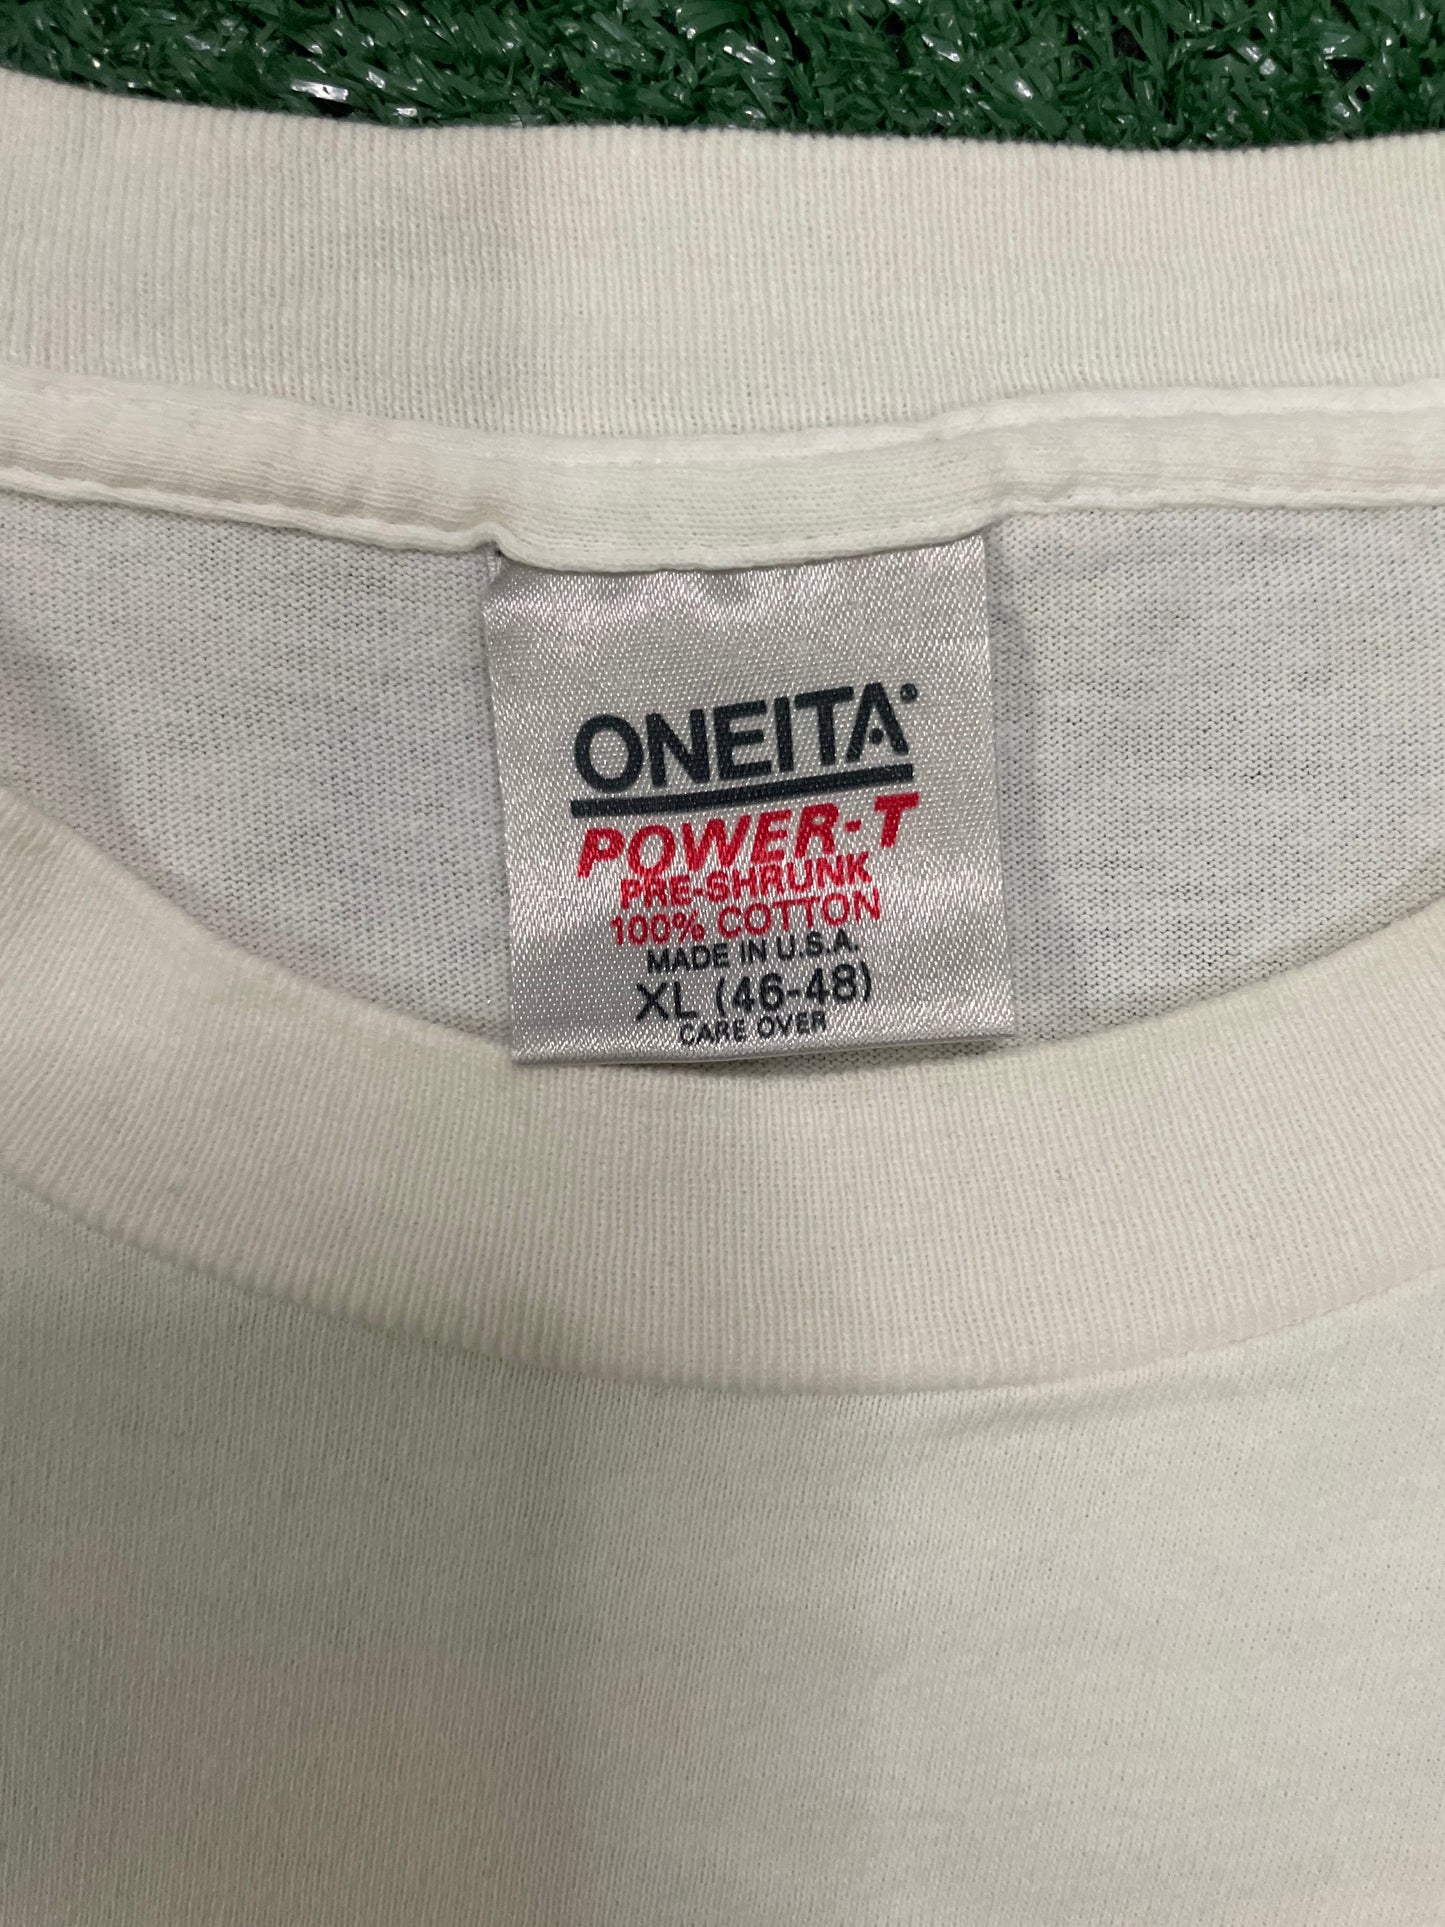 ONEITA®
POWER-T
PRE-SHRUNK
100% COTTON
MADE IN U.S.A.
XL (46-48)
CARE OVER